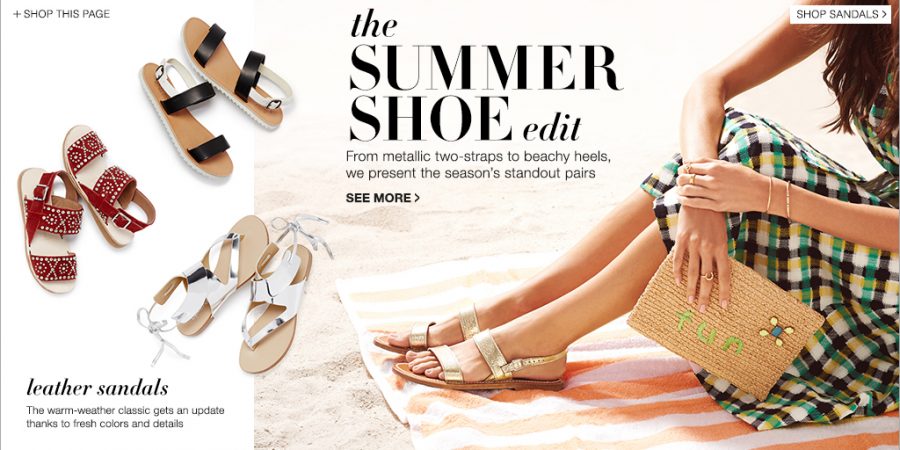 + SHOP THIS PAGE
SHOP SANDALS >
the
SUMMER
SHOE edit
From metallic two-straps to beachy heels,
we present the season's standout pairs
SEE MORE >
fun
leather sandals
The warm-weather classic gets an update
thanks to fresh colors and details